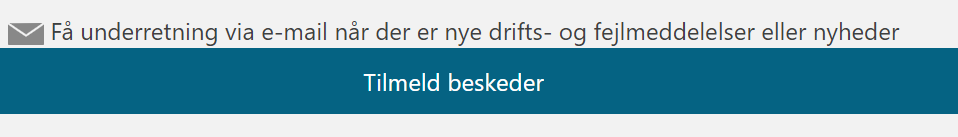 Få underretning via e-mail når der er nye drifts- og fejlmeddelelser eller nyheder
Tilmeld beskeder